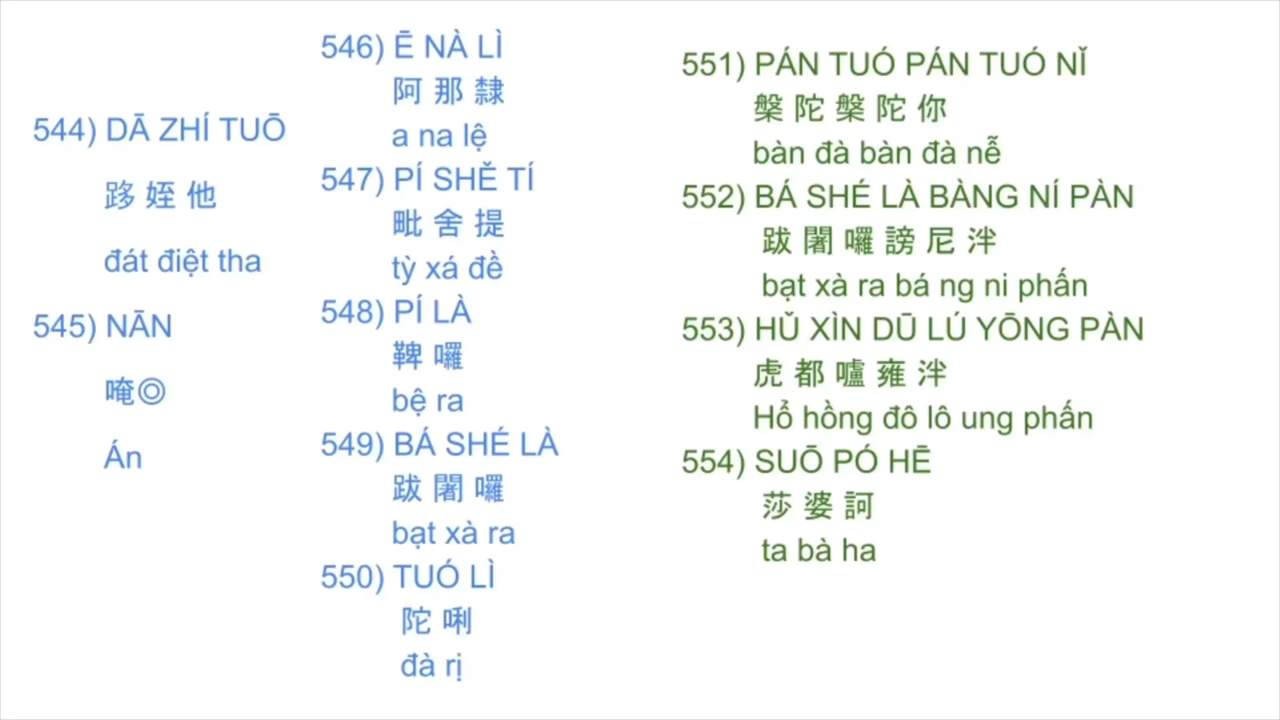 544) DĀ ZHÍ TUŌ
跢 姪 他
đát điệt tha
545) NĀN
唵◎
Án
546) Ē NÀ LÌ
阿 那 隸
a na lệ
547) PÍ SHĚ TÍ
毗 舍 提
tỳ xá đề
548) PÍ LÀ
鞞 囉
bệ ra
549) BÁ SHÉ LÀ
跋 闍 囉
bạt xà ra
550) TUÓ LÌ
陀 唎
đà rị
551) PÁN TUÓ PÁN TUÓ NǏ
槃 陀 槃 陀 你
bàn đà bàn đà nễ
552) BÁ SHÉ LÀ BÀNG NÍ PÀN
跋 闍 囉 謗 尼 泮
bạt xà ra bá ng ni phấn
553) HǓ XÌN DŪ LÚ YŌNG PÀN
虎 都 嚧 雍 泮
Hổ hồng đô lô ung phấn
554) SUŌ PÓ HĒ
莎 婆 訶
ta bà ha